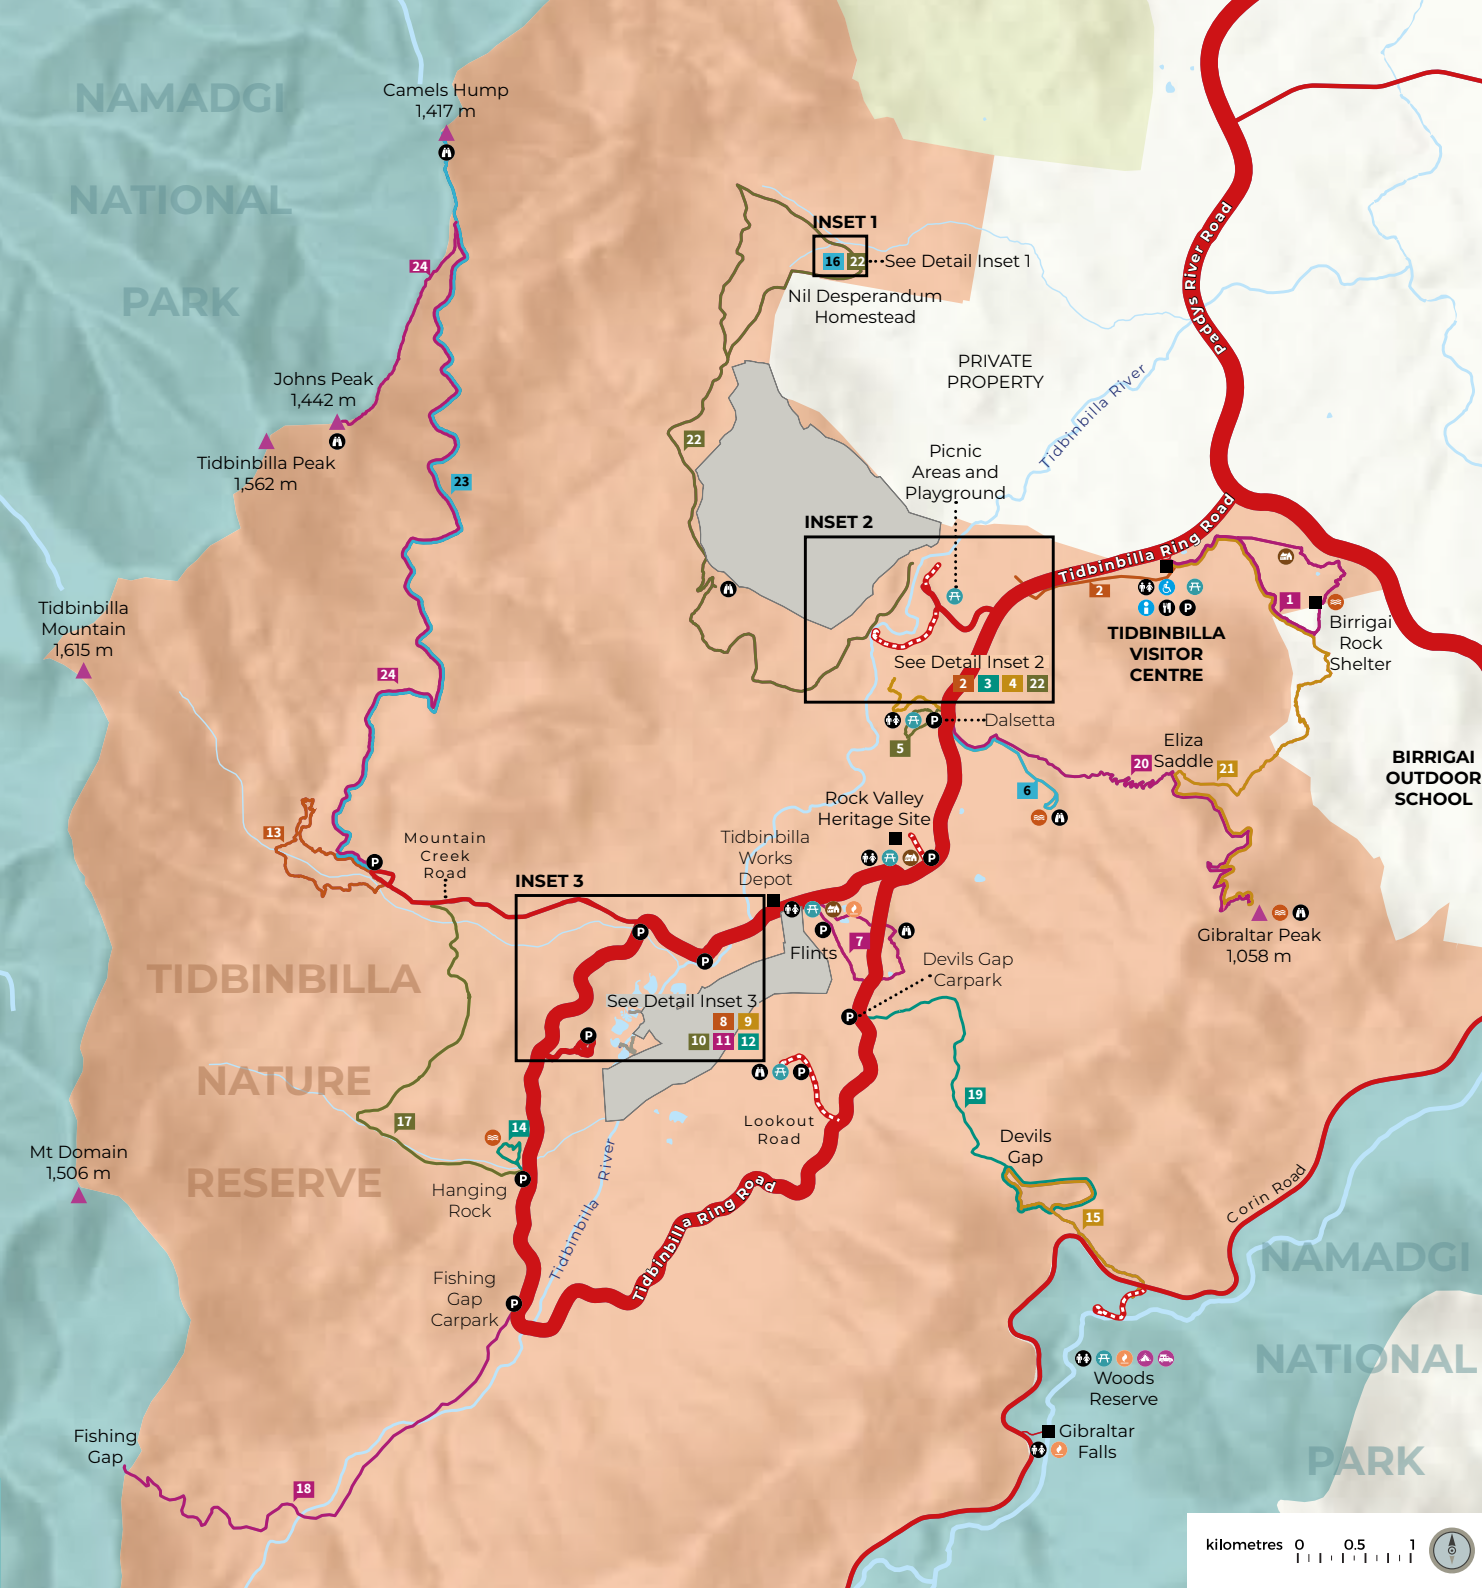 NAMADGI
NATIONAL
PARK
Camels Hump
1,417 m
24
Johns Peak
1,442 m
Tidbinbilla Peak
1,562 m
23
INSET 1
16
22
See Detail Inset 1
Nil Desperandum
Homestead
PRIVATE
PROPERTY
Paddys River Road
Tidbinbilla River
22
Picnic
Areas and
Playground
INSET 2
Tidbinbilla Ring Road
2
1
Birrigai
Rock
Shelter
TIDBINBILLA
VISITOR
CENTRE
P
See Detail Inset 2
2
3
4
22
P
Dalsetta
5
Tidbinbilla
Mountain
1,615 m
24
Eliza
Saddle
20
21
6
BIRRIGAI
OUTDOOR
SCHOOL
Rock Valley
Heritage Site
P
Tidbinbilla
Works
Depot
13
P
Mountain
Creek
Road
INSET 3
P
P
P
Flints
7
Gibraltar Peak
1,058 m
Devils Gap
Carpark
P
TIDBINBILLA
NATURE
RESERVE
See Detail Inset 3
8
9
10
11
12
P
P
Lookout
Road
19
17
14
Devils
Gap
Mt Domain
1,506 m
Hanging
Rock
P
Tidbinbilla River
Tidbinbilla Ring Road
15
Corin Road
NAMADGI
NATIONAL
PARK
Fishing
Gap
Carpark
P
Woods
Reserve
Gibraltar
Falls
Fishing
Gap
18
kilometres 0 0.5 1